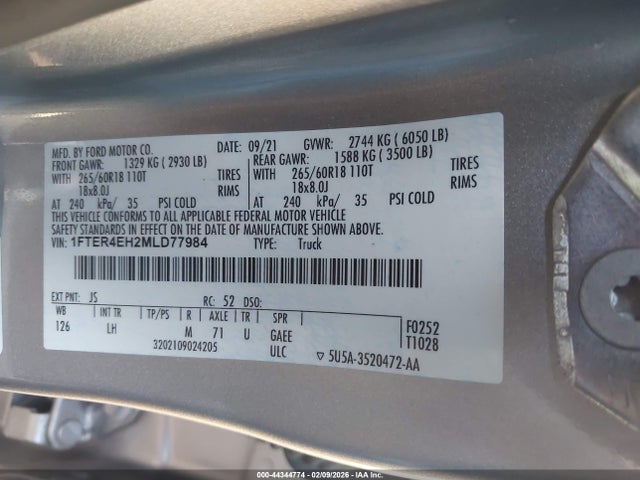 MFD. BY FORD MOTOR CO.
DATE: 09/21 GVWR: 2744 KG ( 6050 LB)
FRONT GAWR: 1329 KG ( 2930 LB)
REAR GAWR: 1588 KG ( 3500 LB)
WITH 265/60R18 110T TIRES
WITH 265/60R18 110T TIRES
18x8.0J RIMS
18x8.0J RIMS
AT 240 kPa/ 35 PSI COLD
AT 240 kPa/ 35 PSI COLD
THIS VEHICLE CONFORMS TO ALL APPLICABLE FEDERAL MOTOR VEHICLE
SAFETY STANDARDS IN EFFECT ON THE DATE OF MANUFACTURE SHOWN ABOVE.
VIN: 1FTER4EH2MLD77984 TYPE: Truck
EXT PNT: JS RC: 52 DSO:
WB INT TR TP/PS R AXLE TR SPR
126 LH M 71 U GAEE
ULC
3202109024205
F0252
T1028
▽ 5U5A-3520472-AA
000-44344774 | 02/09/2026 - IAA Inc.